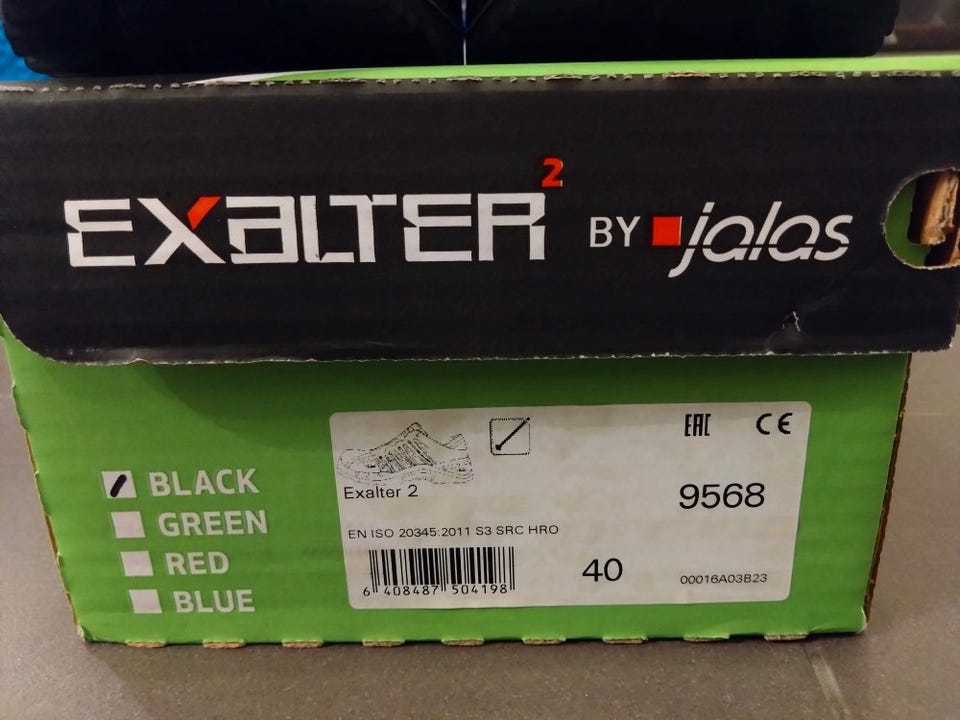 EXALTER²
BY jalas
BLACK
GREEN
RED
BLUE
EAC CE
Exalter 2
9568
EN ISO 20345:2011 S3 SRC HRO
6 408487 504198
40
00016A03B23